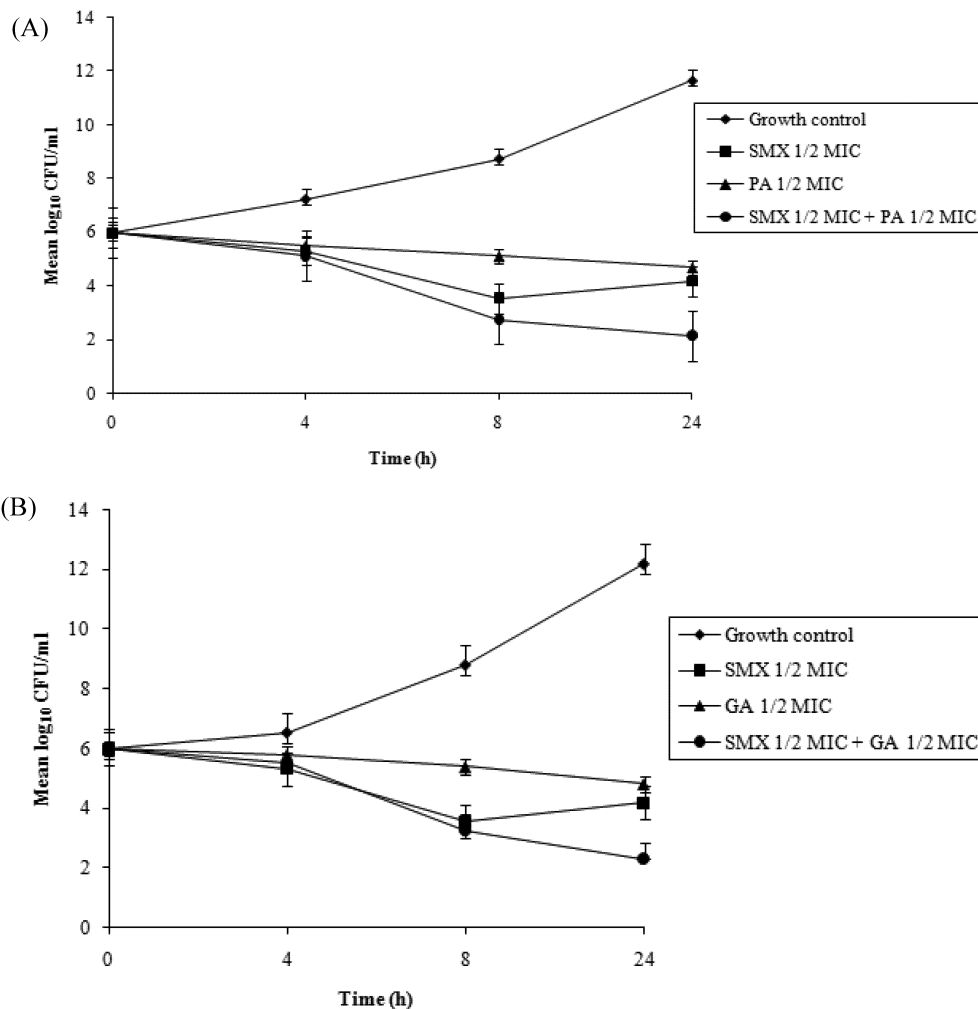 (A)
14
12
10
8
6
4
2
0
Mean log10 CFU/ml
0 4 8 24
Time (h)
Growth control
SMX 1/2 MIC
PA 1/2 MIC
SMX 1/2 MIC + PA 1/2 MIC
(B)
14
12
10
8
6
4
2
0
Mean log10 CFU/ml
0 4 8 24
Time (h)
Growth control
SMX 1/2 MIC
GA 1/2 MIC
SMX 1/2 MIC + GA 1/2 MIC